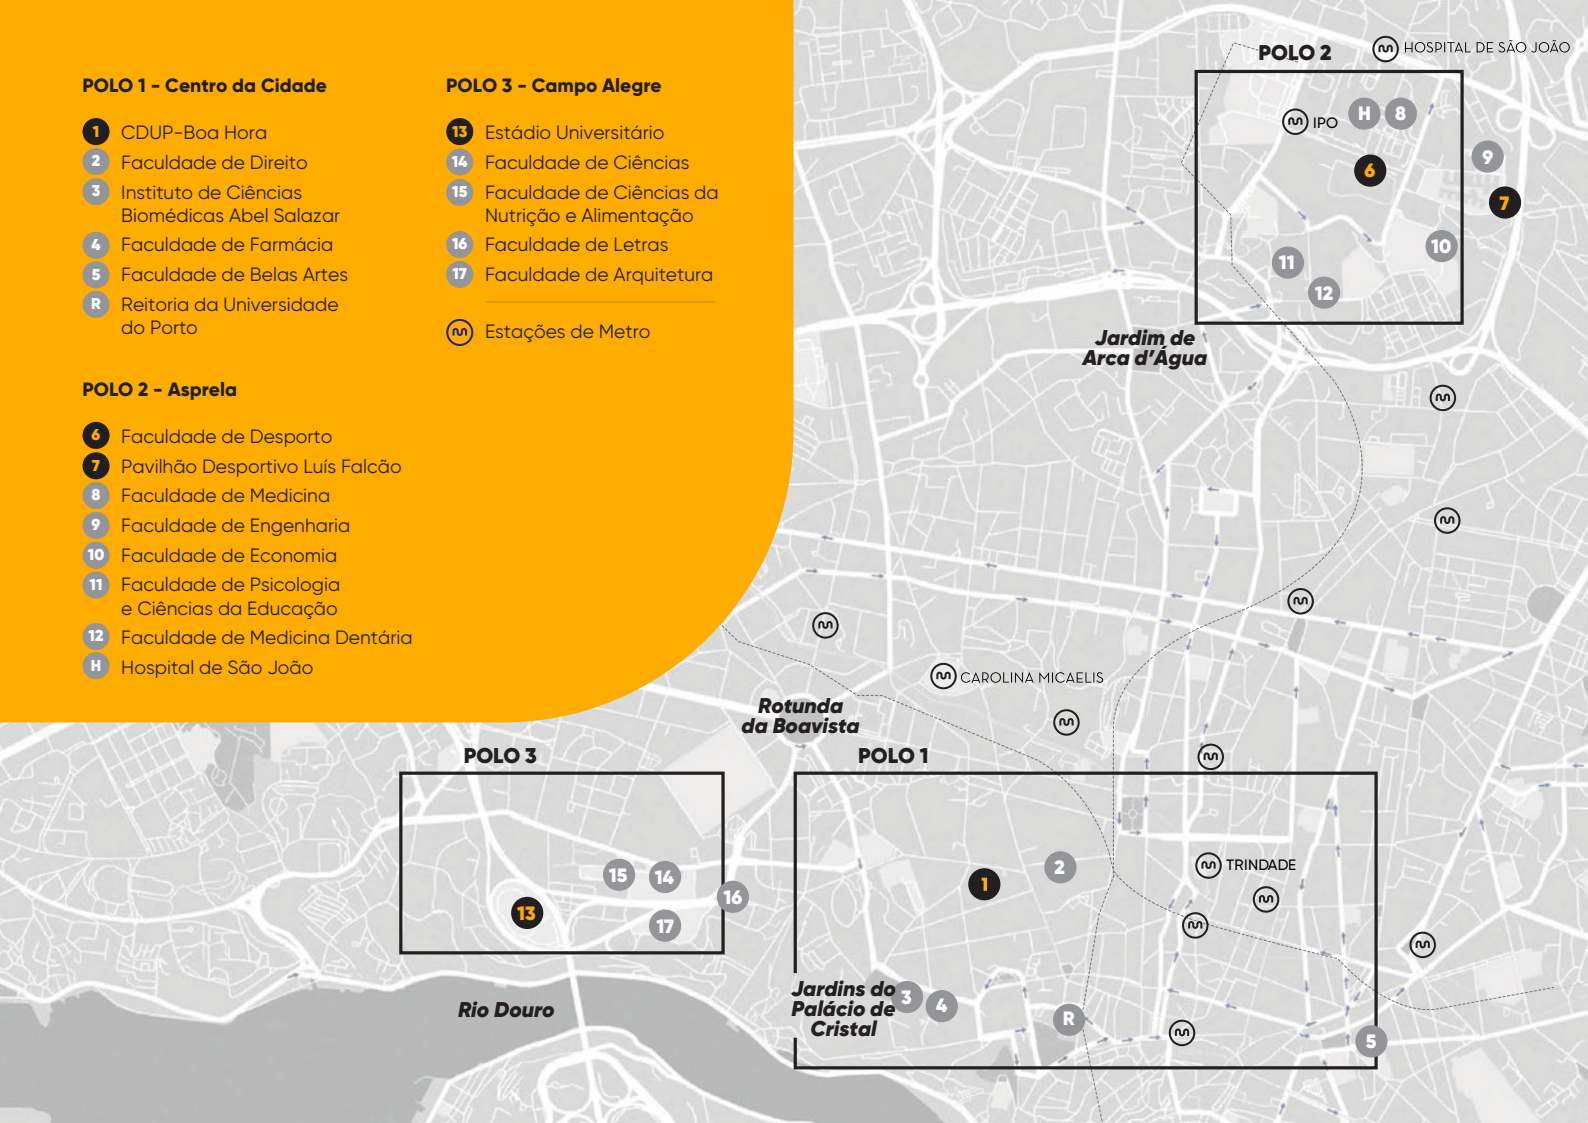 POLO 1 - Centro da Cidade
1 CDUP-Boa Hora
2 Faculdade de Direito
3 Instituto de Ciências
Biomédicas Abel Salazar
4 Faculdade de Farmácia
5 Faculdade de Belas Artes
R Reitoria da Universidade
do Porto
POLO 2 - Asprela
6 Faculdade de Desporto
7 Pavilhão Desportivo Luís Falcão
8 Faculdade de Medicina
9 Faculdade de Engenharia
10 Faculdade de Economia
11 Faculdade de Psicologia
e Ciências da Educação
12 Faculdade de Medicina Dentária
H Hospital de São João
POLO 3 - Campo Alegre
13 Estádio Universitário
14 Faculdade de Ciências
15 Faculdade de Ciências da
Nutrição e Alimentação
16 Faculdade de Letras
17 Faculdade de Arquitetura
Estações de Metro
POLO 2
HOSPITAL DE SÃO JOÃO
IPO
H
8
9
6
7
10
11
12
Jardim de
Arca d'Água
CAROLINA MICAELIS
Rotunda
da Boavista
POLO 3
15
14
16
13
17
Rio Douro
POLO 1
2
1
TRINDADE
Jardins do
Palácio de
Cristal
3
4
R
5